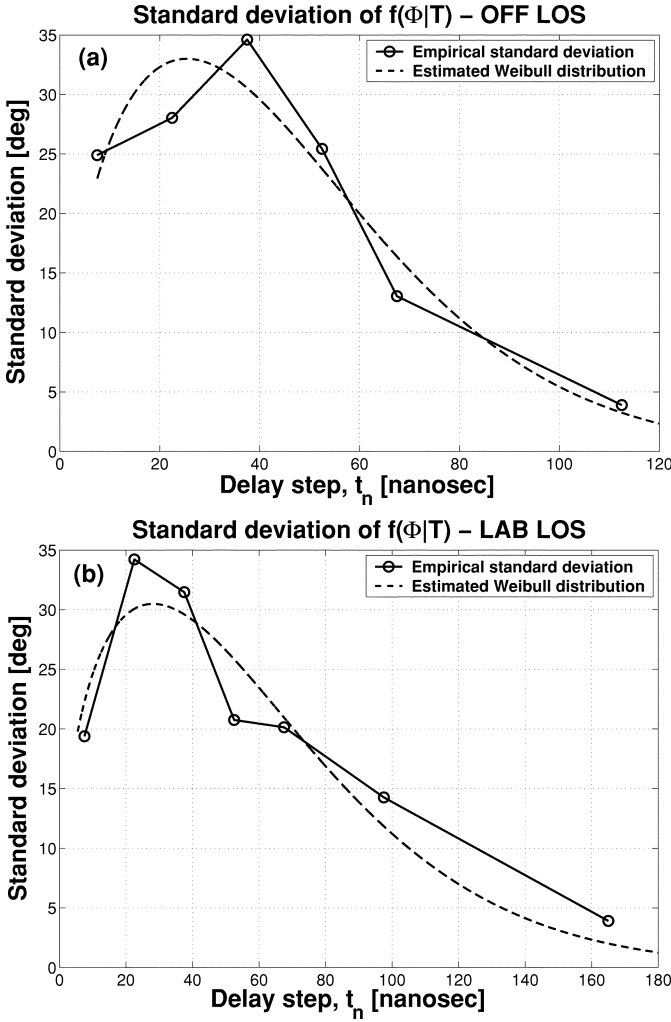 Standard deviation of f(Φ|T) − OFF LOS
(a)
Empirical standard deviation
Estimated Weibull distribution
Standard deviation [deg]
35
30
25
20
15
10
5
0
0 20 40 60 80 100 120
Delay step, tn [nanosec]
Standard deviation of f(Φ|T) − LAB LOS
(b)
Empirical standard deviation
Estimated Weibull distribution
Standard deviation [deg]
35
30
25
20
15
10
5
0
0 20 40 60 80 100 120 140 160 180
Delay step, tn [nanosec]